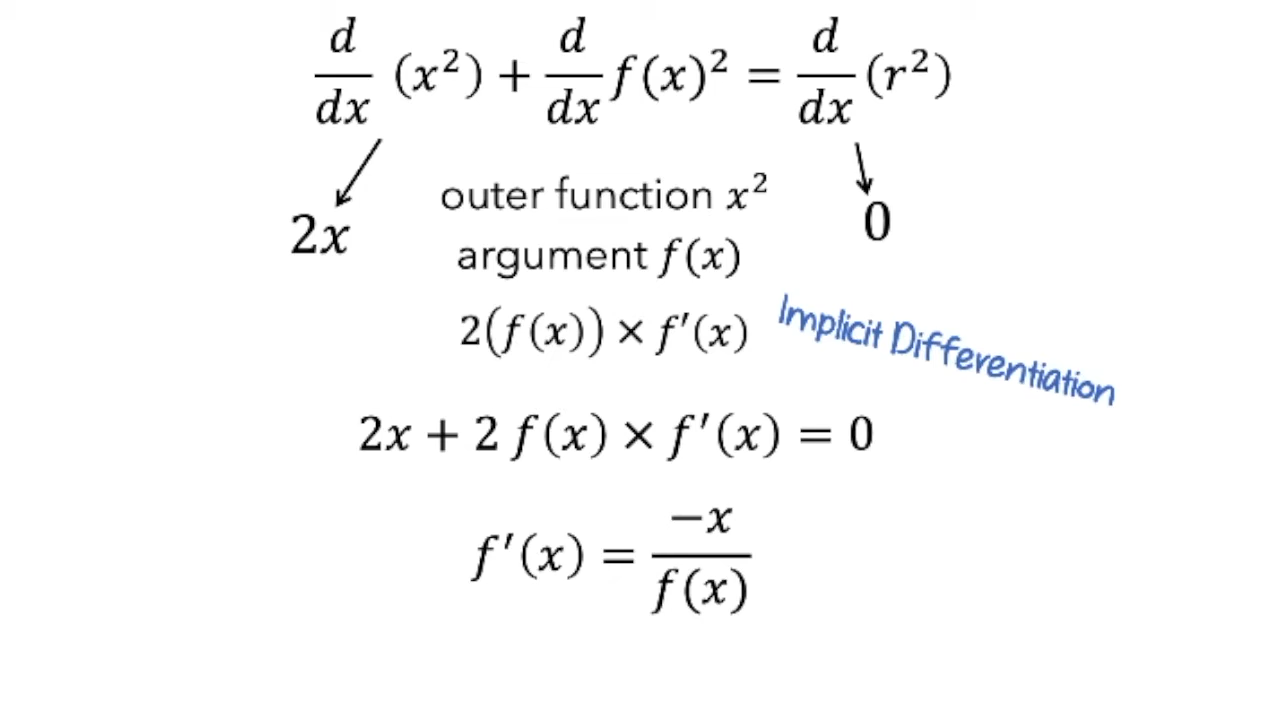 d/dx (x²) + d/dx f(x)² = d/dx (r²)
2x
outer function x²
0
argument f(x)
2(f(x)) × f′(x)
Implicit Differentiation
2x + 2 f(x) × f′(x) = 0
f′(x) = −x/f(x)